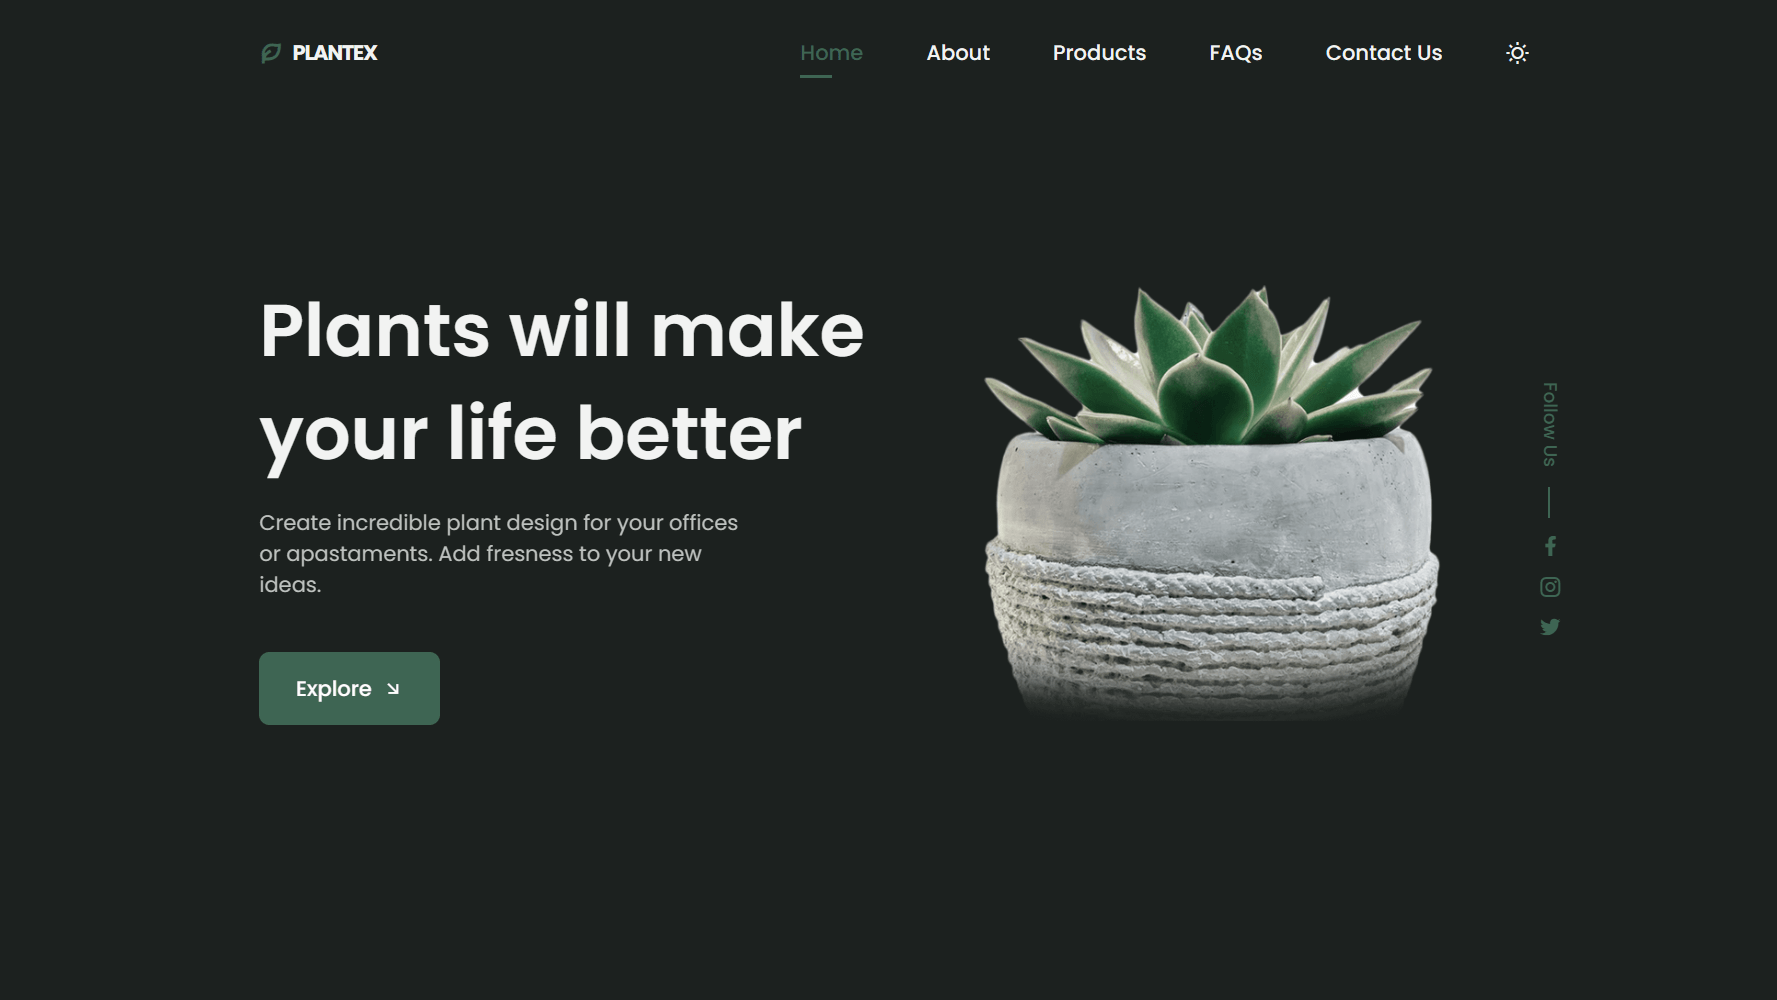 PLANTEX
Home
About
Products
FAQs
Contact Us
Plants will make
your life better
Create incredible plant design for your offices
or apastaments. Add fresness to your new
ideas.
Explore
Follow Us